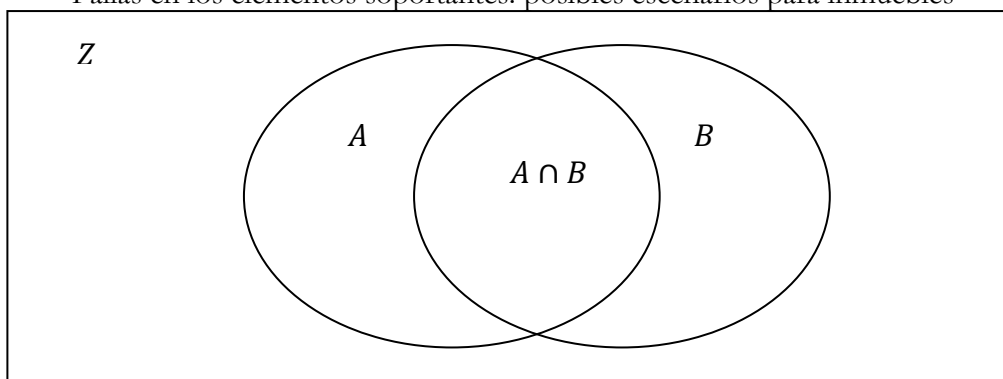 Fallas en los elementos soportantes: posibles escenarios para inmuebles
Z
A B
A ∩ B